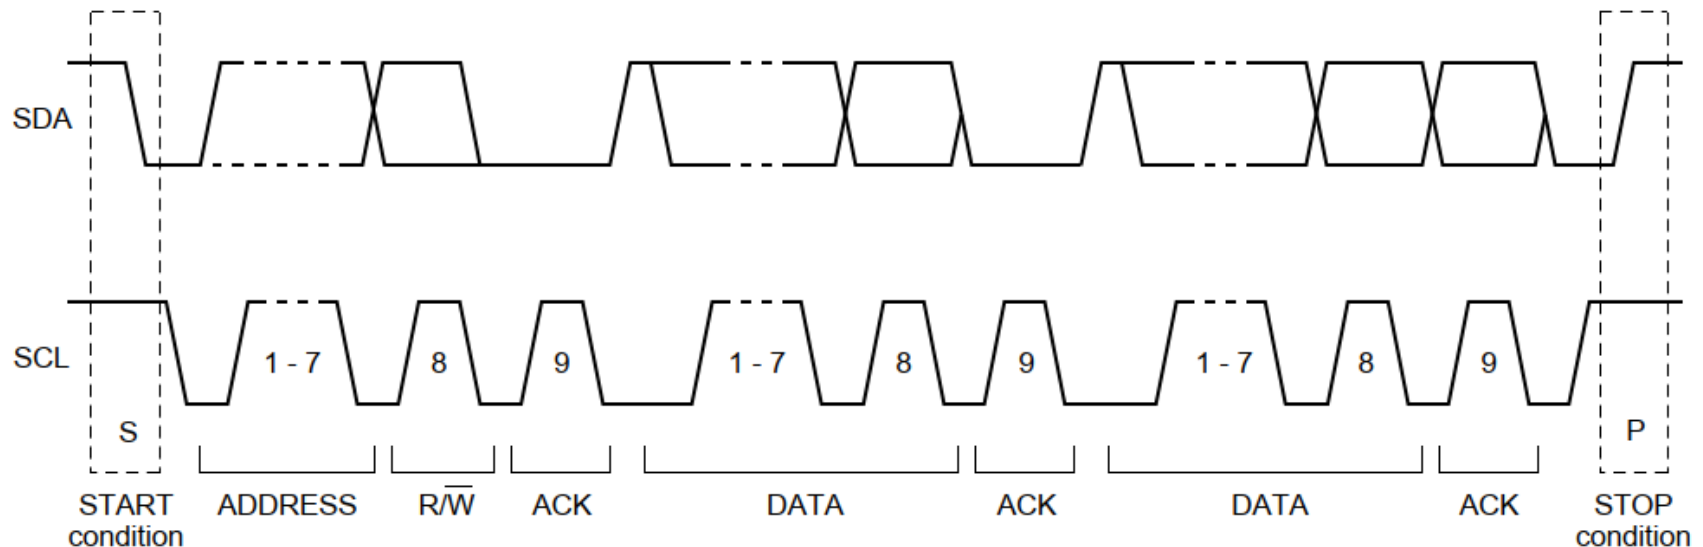 SDA
SCL
1 - 7
8
9
1 - 7
8
9
1 - 7
8
9
S
P
START
condition
ADDRESS
R/W̅
ACK
DATA
ACK
DATA
ACK
STOP
condition